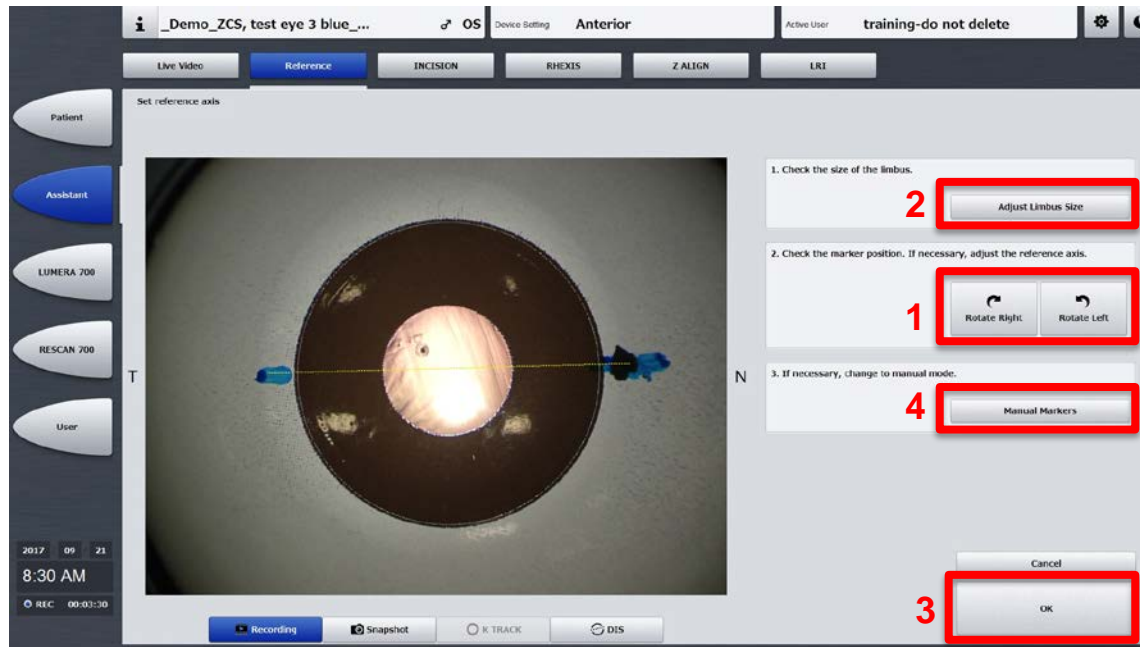 i _Demo_ZCS, test eye 3 blue_... ♂ OS Device Setting Anterior Active User training-do not delete
Live Video Reference INCISION RHEXIS Z ALIGN LRI
Set reference axis
Patient
Assistant
LUMERA 700
RESCAN 700
User
T
N
1. Check the size of the limbus.
2
Adjust Limbus Size
2. Check the marker position. If necessary, adjust the reference axis.
1
Rotate Right Rotate Left
3. If necessary, change to manual mode.
4
Manual Markers
2017 09 21
8:30 AM
REC 00:03:30
Cancel
3
OK
Recording Snapshot K TRACK DIS